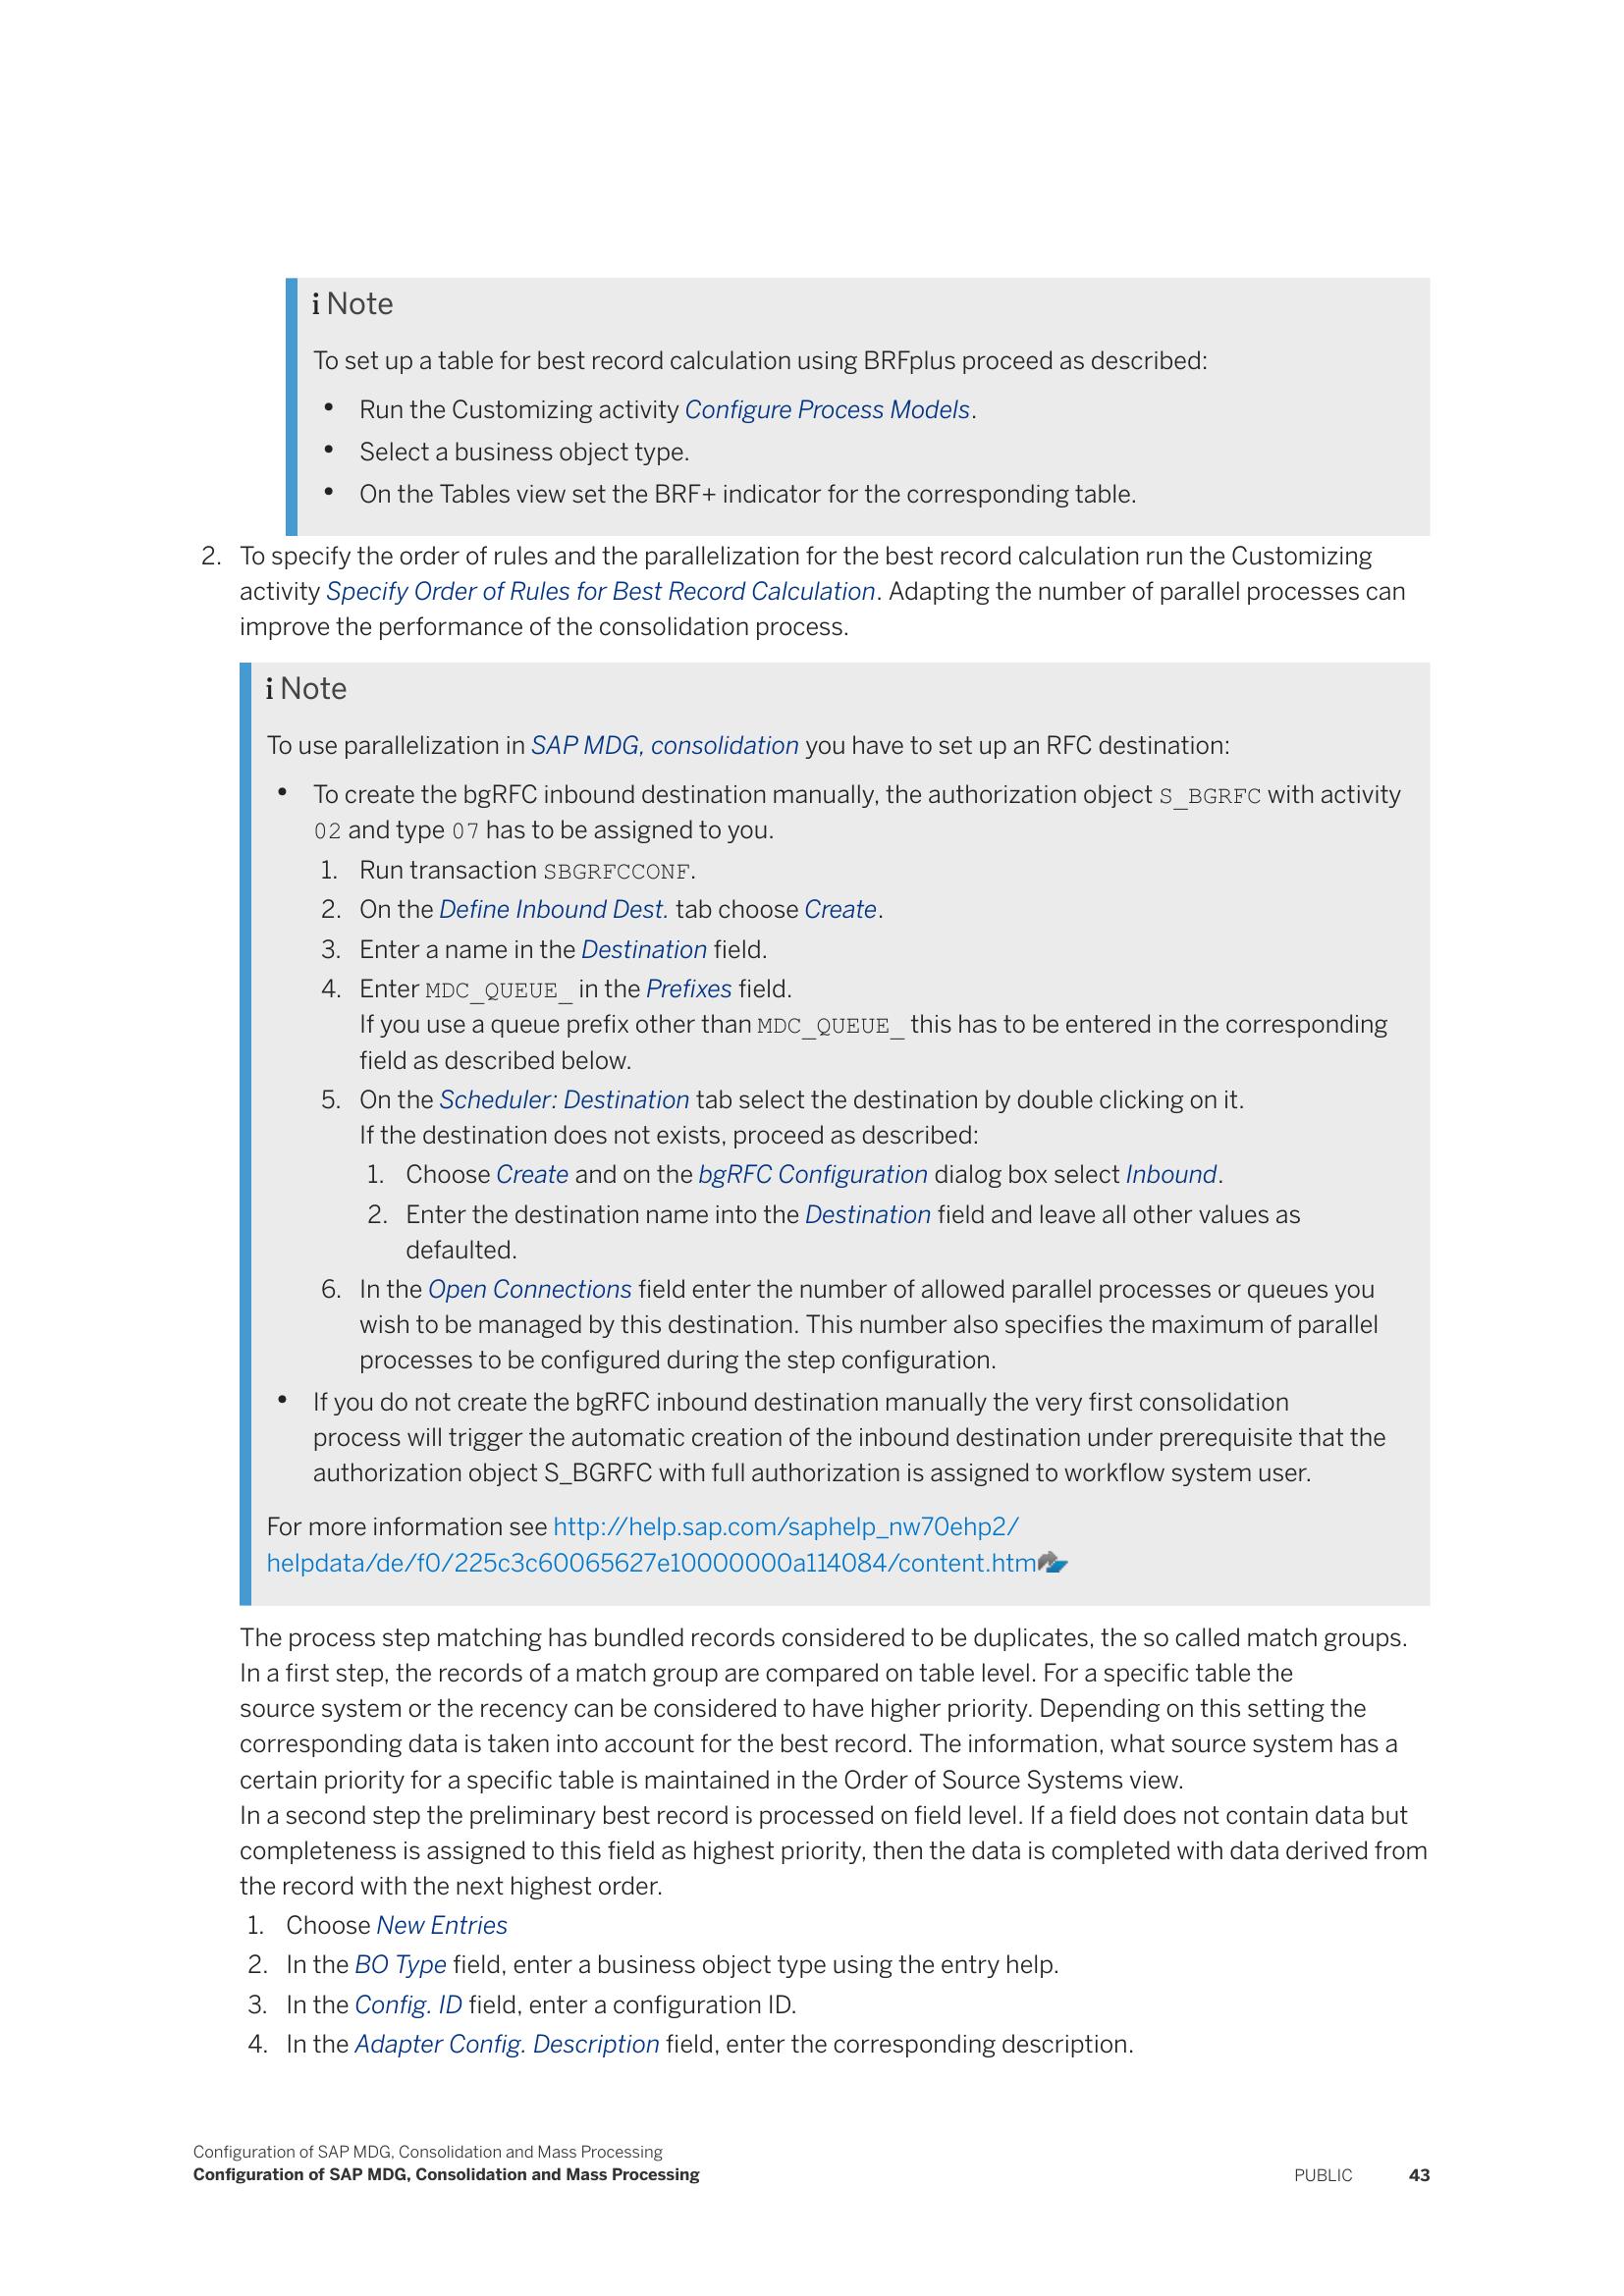 i Note
To set up a table for best record calculation using BRFplus proceed as described:
• Run the Customizing activity Configure Process Models.
• Select a business object type.
• On the Tables view set the BRF+ indicator for the corresponding table.
2. To specify the order of rules and the parallelization for the best record calculation run the Customizing
activity Specify Order of Rules for Best Record Calculation. Adapting the number of parallel processes can
improve the performance of the consolidation process.
i Note
To use parallelization in SAP MDG, consolidation you have to set up an RFC destination:
• To create the bgRFC inbound destination manually, the authorization object S_BGRFC with activity
02 and type 07 has to be assigned to you.
1. Run transaction SBGRFCCONF.
2. On the Define Inbound Dest. tab choose Create.
3. Enter a name in the Destination field.
4. Enter MDC_QUEUE_ in the Prefixes field.
If you use a queue prefix other than MDC_QUEUE_ this has to be entered in the corresponding
field as described below.
5. On the Scheduler: Destination tab select the destination by double clicking on it.
If the destination does not exists, proceed as described:
1. Choose Create and on the bgRFC Configuration dialog box select Inbound.
2. Enter the destination name into the Destination field and leave all other values as
defaulted.
6. In the Open Connections field enter the number of allowed parallel processes or queues you
wish to be managed by this destination. This number also specifies the maximum of parallel
processes to be configured during the step configuration.
• If you do not create the bgRFC inbound destination manually the very first consolidation
process will trigger the automatic creation of the inbound destination under prerequisite that the
authorization object S_BGRFC with full authorization is assigned to workflow system user.
For more information see http://help.sap.com/saphelp_nw70ehp2/
helpdata/de/f0/225c3c60065627e10000000a114084/content.htm
The process step matching has bundled records considered to be duplicates, the so called match groups.
In a first step, the records of a match group are compared on table level. For a specific table the
source system or the recency can be considered to have higher priority. Depending on this setting the
corresponding data is taken into account for the best record. The information, what source system has a
certain priority for a specific table is maintained in the Order of Source Systems view.
In a second step the preliminary best record is processed on field level. If a field does not contain data but
completeness is assigned to this field as highest priority, then the data is completed with data derived from
the record with the next highest order.
1. Choose New Entries
2. In the BO Type field, enter a business object type using the entry help.
3. In the Config. ID field, enter a configuration ID.
4. In the Adapter Config. Description field, enter the corresponding description.
Configuration of SAP MDG, Consolidation and Mass Processing
Configuration of SAP MDG, Consolidation and Mass Processing
PUBLIC 43